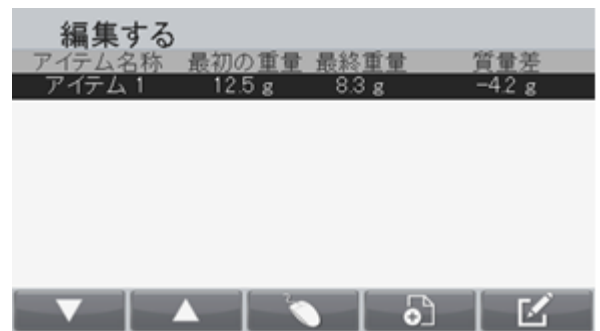 編集する
アイテム名称 最初の重量 最終重量 質量差
アイテム 1 12.5 g 8.3 g -4.2 g